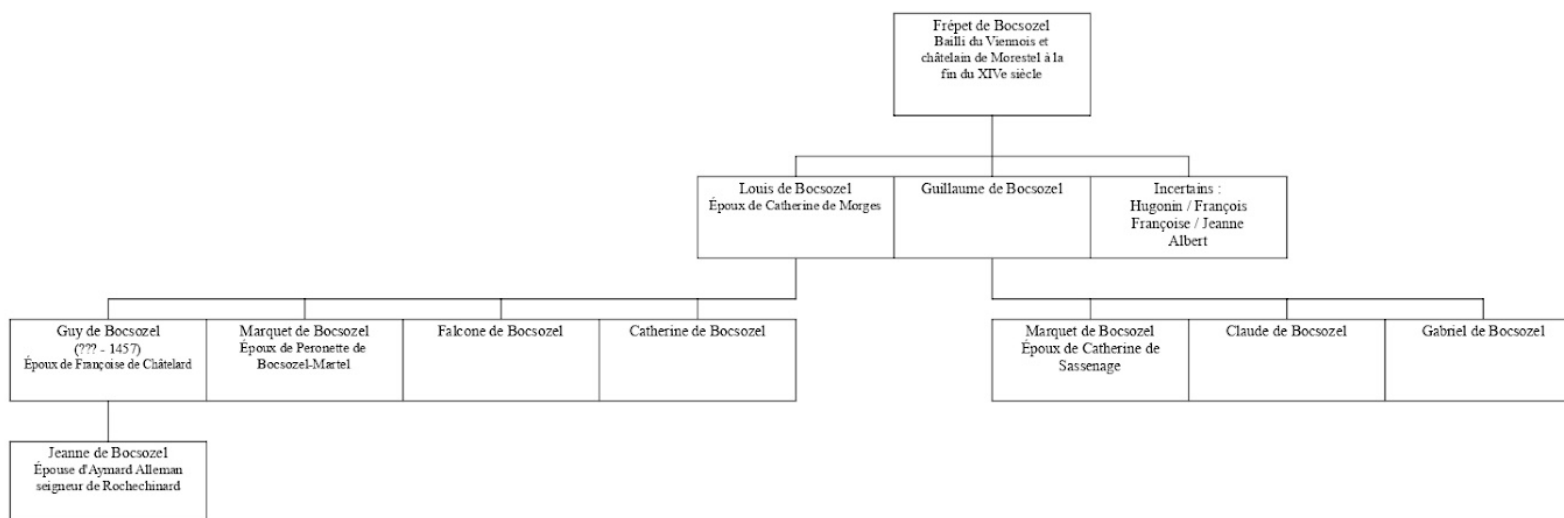 Frépet de Bocsozel
Bailli du Viennois et
châtelain de Morestel à la
fin du XIVe siècle
Louis de Bocsozel
Époux de Catherine de Morges
Guillaume de Bocsozel
Incertains :
Hugonin / François
Françoise / Jeanne
Albert
Guy de Bocsozel
(??? - 1457)
Époux de Françoise de Châtelard
Marquet de Bocsozel
Époux de Peronette de
Bocsozel-Martel
Falcone de Bocsozel
Catherine de Bocsozel
Marquet de Bocsozel
Époux de Catherine de
Sassenage
Claude de Bocsozel
Gabriel de Bocsozel
Jeanne de Bocsozel
Épouse d'Aymard Alleman
seigneur de Rochechinard